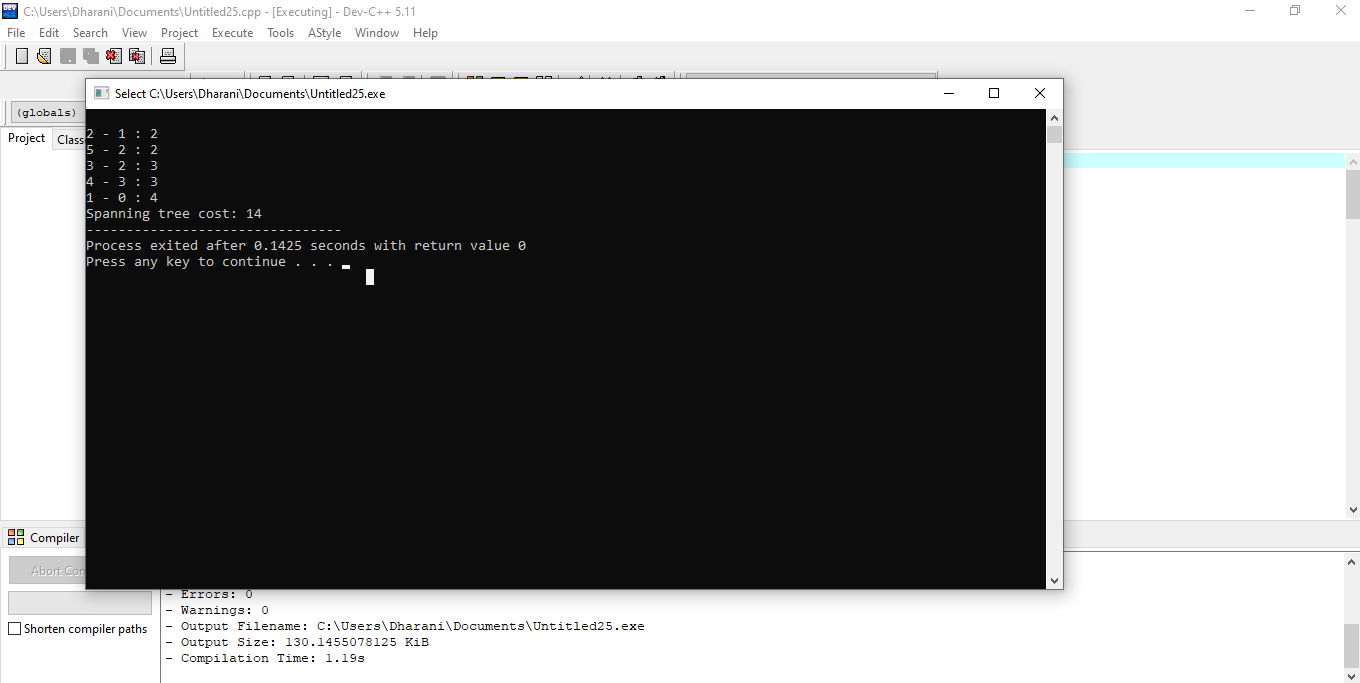 C:\Users\Dharani\Documents\Untitled25.cpp - [Executing] - Dev-C++ 5.11
File Edit Search View Project Execute Tools AStyle Window Help
Select C:\Users\Dharani\Documents\Untitled25.exe
(globals)
Project Class
2 - 1 : 2
5 - 2 : 2
3 - 2 : 3
4 - 3 : 3
1 - 0 : 4
Spanning tree cost: 14
--------------------------------
Process exited after 0.1425 seconds with return value 0
Press any key to continue . . .
Compiler
Abort Con
- Errors: 0
- Warnings: 0
- Output Filename: C:\Users\Dharani\Documents\Untitled25.exe
- Output Size: 130.1455078125 KiB
- Compilation Time: 1.19s
Shorten compiler paths